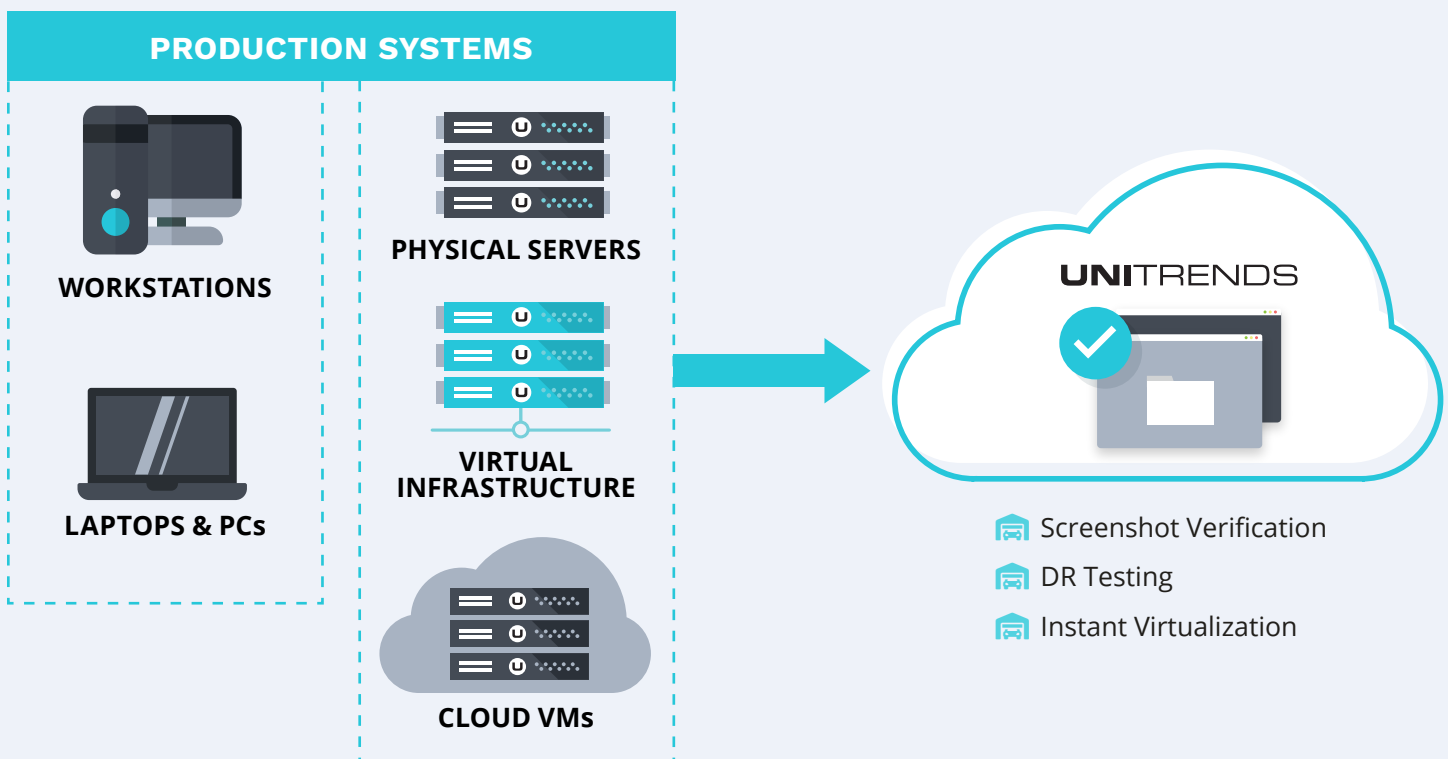 PRODUCTION SYSTEMS
WORKSTATIONS
LAPTOPS & PCs
PHYSICAL SERVERS
VIRTUAL
INFRASTRUCTURE
CLOUD VMs
UNITRENDS
Screenshot Verification
DR Testing
Instant Virtualization